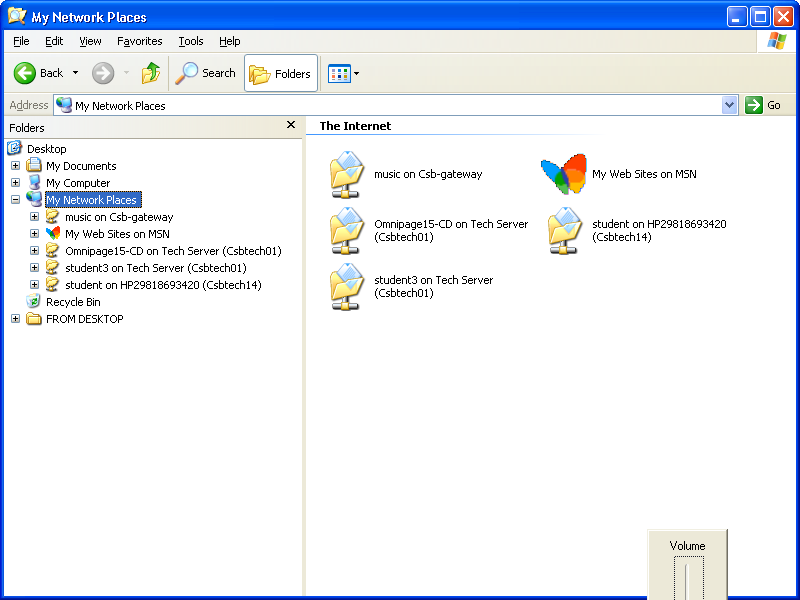 My Network Places
File Edit View Favorites Tools Help
Back Search Folders
Address My Network Places Go
Folders
Desktop
My Documents
My Computer
My Network Places
music on Csb-gateway
My Web Sites on MSN
Omnipage15-CD on Tech Server (Csbtech01)
student3 on Tech Server (Csbtech01)
student on HP29818693420 (Csbtech14)
Recycle Bin
FROM DESKTOP
The Internet
music on Csb-gateway
My Web Sites on MSN
Omnipage15-CD on Tech Server
(Csbtech01)
student on HP29818693420
(Csbtech14)
student3 on Tech Server
(Csbtech01)
Volume